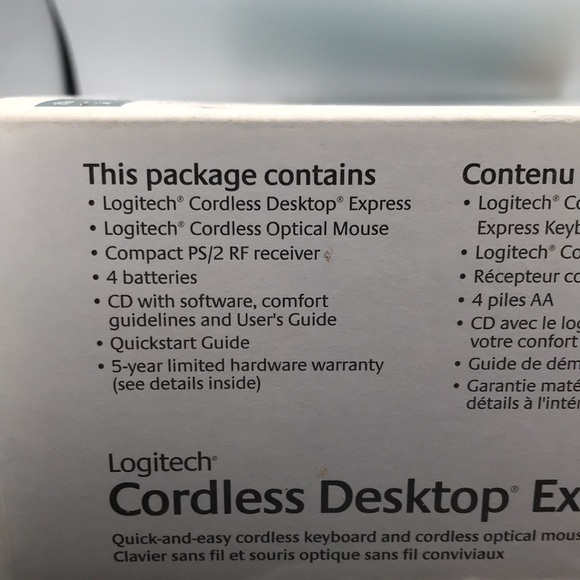 This package contains
• Logitech® Cordless Desktop® Express
• Logitech® Cordless Optical Mouse
• Compact PS/2 RF receiver
• 4 batteries
• CD with software, comfort
guidelines and User's Guide
• Quickstart Guide
• 5-year limited hardware warranty
(see details inside)
Contenu
• Logitech® Co
Express Keyb
• Logitech® Co
• Récepteur co
• 4 piles AA
• CD avec le log
votre confort
• Guide de dém
• Garantie maté
détails à l'intér
Logitech®
Cordless Desktop® Ex
Quick-and-easy cordless keyboard and cordless optical mous
Clavier sans fil et souris optique sans fil conviviaux